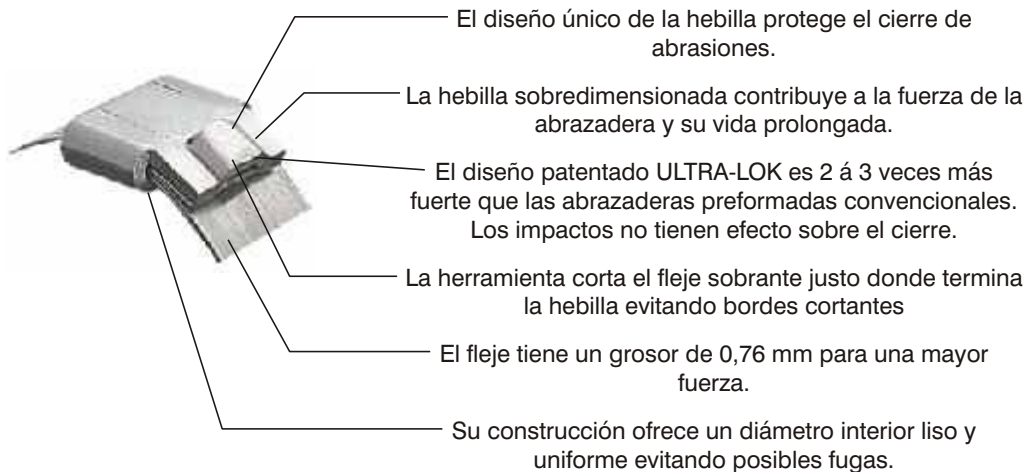 El diseño único de la hebilla protege el cierre de
abrasiones.
La hebilla sobredimensionada contribuye a la fuerza de la
abrazadera y su vida prolongada.
El diseño patentado ULTRA-LOK es 2 á 3 veces más
fuerte que las abrazaderas preformadas convencionales.
Los impactos no tienen efecto sobre el cierre.
La herramienta corta el fleje sobrante justo donde termina
la hebilla evitando bordes cortantes
El fleje tiene un grosor de 0,76 mm para una mayor
fuerza.
Su construcción ofrece un diámetro interior liso y
uniforme evitando posibles fugas.